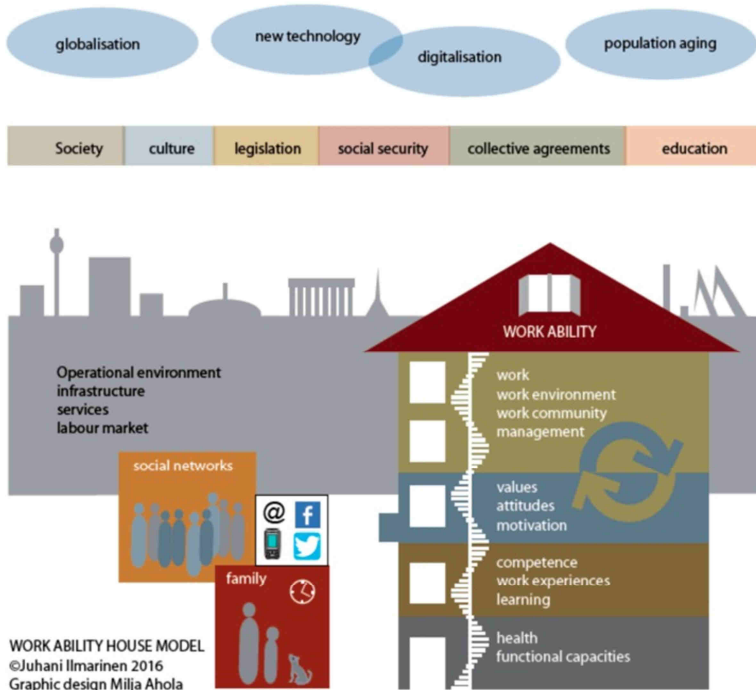 globalisation
new technology
digitalisation
population aging
Society culture legislation social security collective agreements education
WORK ABILITY
Operational environment
infrastructure
services
labour market
work
work environment
work community
management
social networks
@
values
attitudes
motivation
competence
work experiences
learning
family
health
functional capacities
WORK ABILITY HOUSE MODEL
©Juhani Ilmarinen 2016
Graphic design Milja Ahola